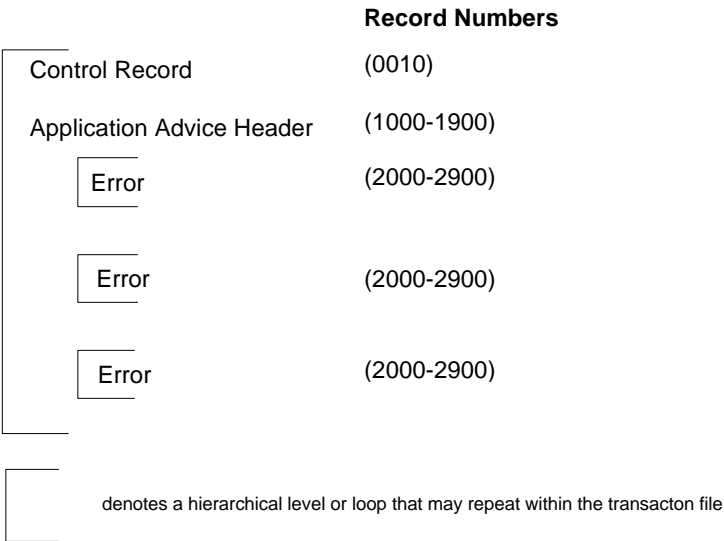 Record Numbers
Control Record (0010)
Application Advice Header (1000-1900)
Error (2000-2900)
Error (2000-2900)
Error (2000-2900)
denotes a hierarchical level or loop that may repeat within the transacton file